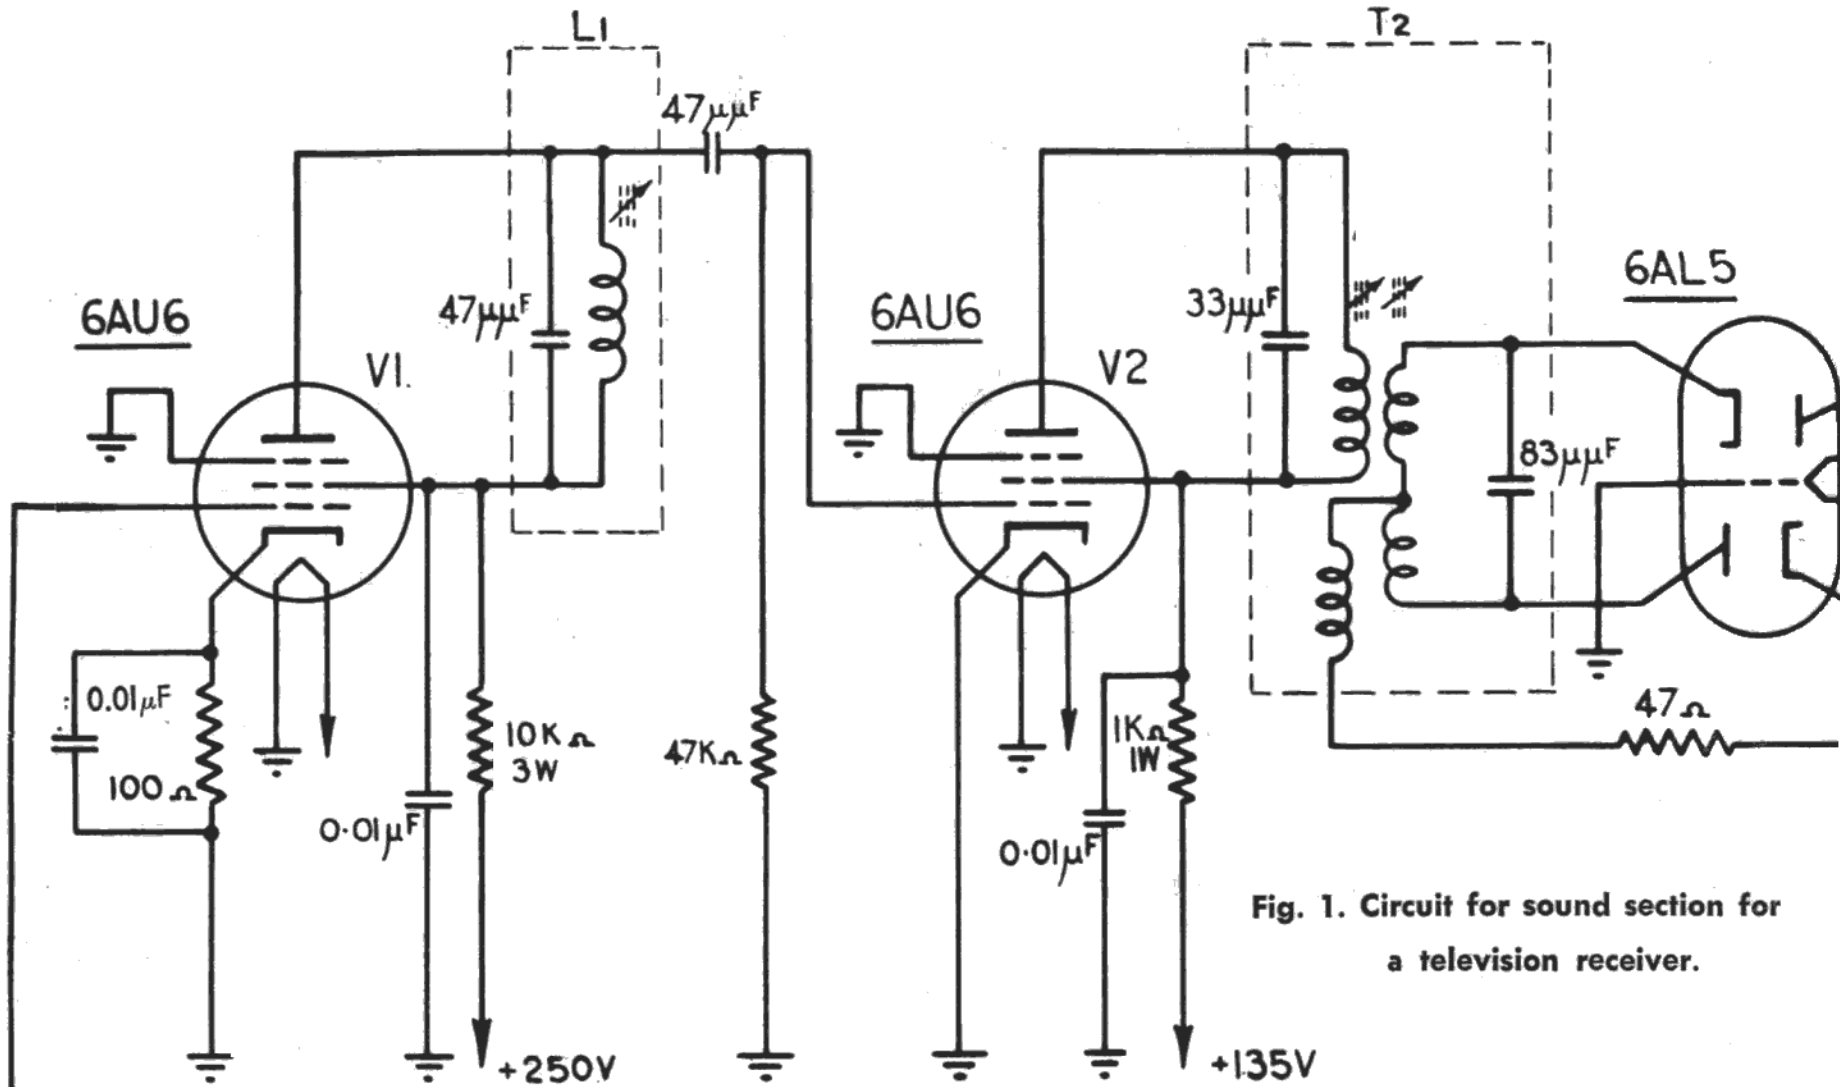 L1
T2
47μμF
6AL5
6AU6
47μμF
V1.
6AU6
33μμF
V2
83μμF
0.01μF
100Ω
10KΩ
3W
0.01μF
47KΩ
1KΩ
1W
0.01μF
47Ω
+250V
+135V
Fig. 1. Circuit for sound section for
a television receiver.